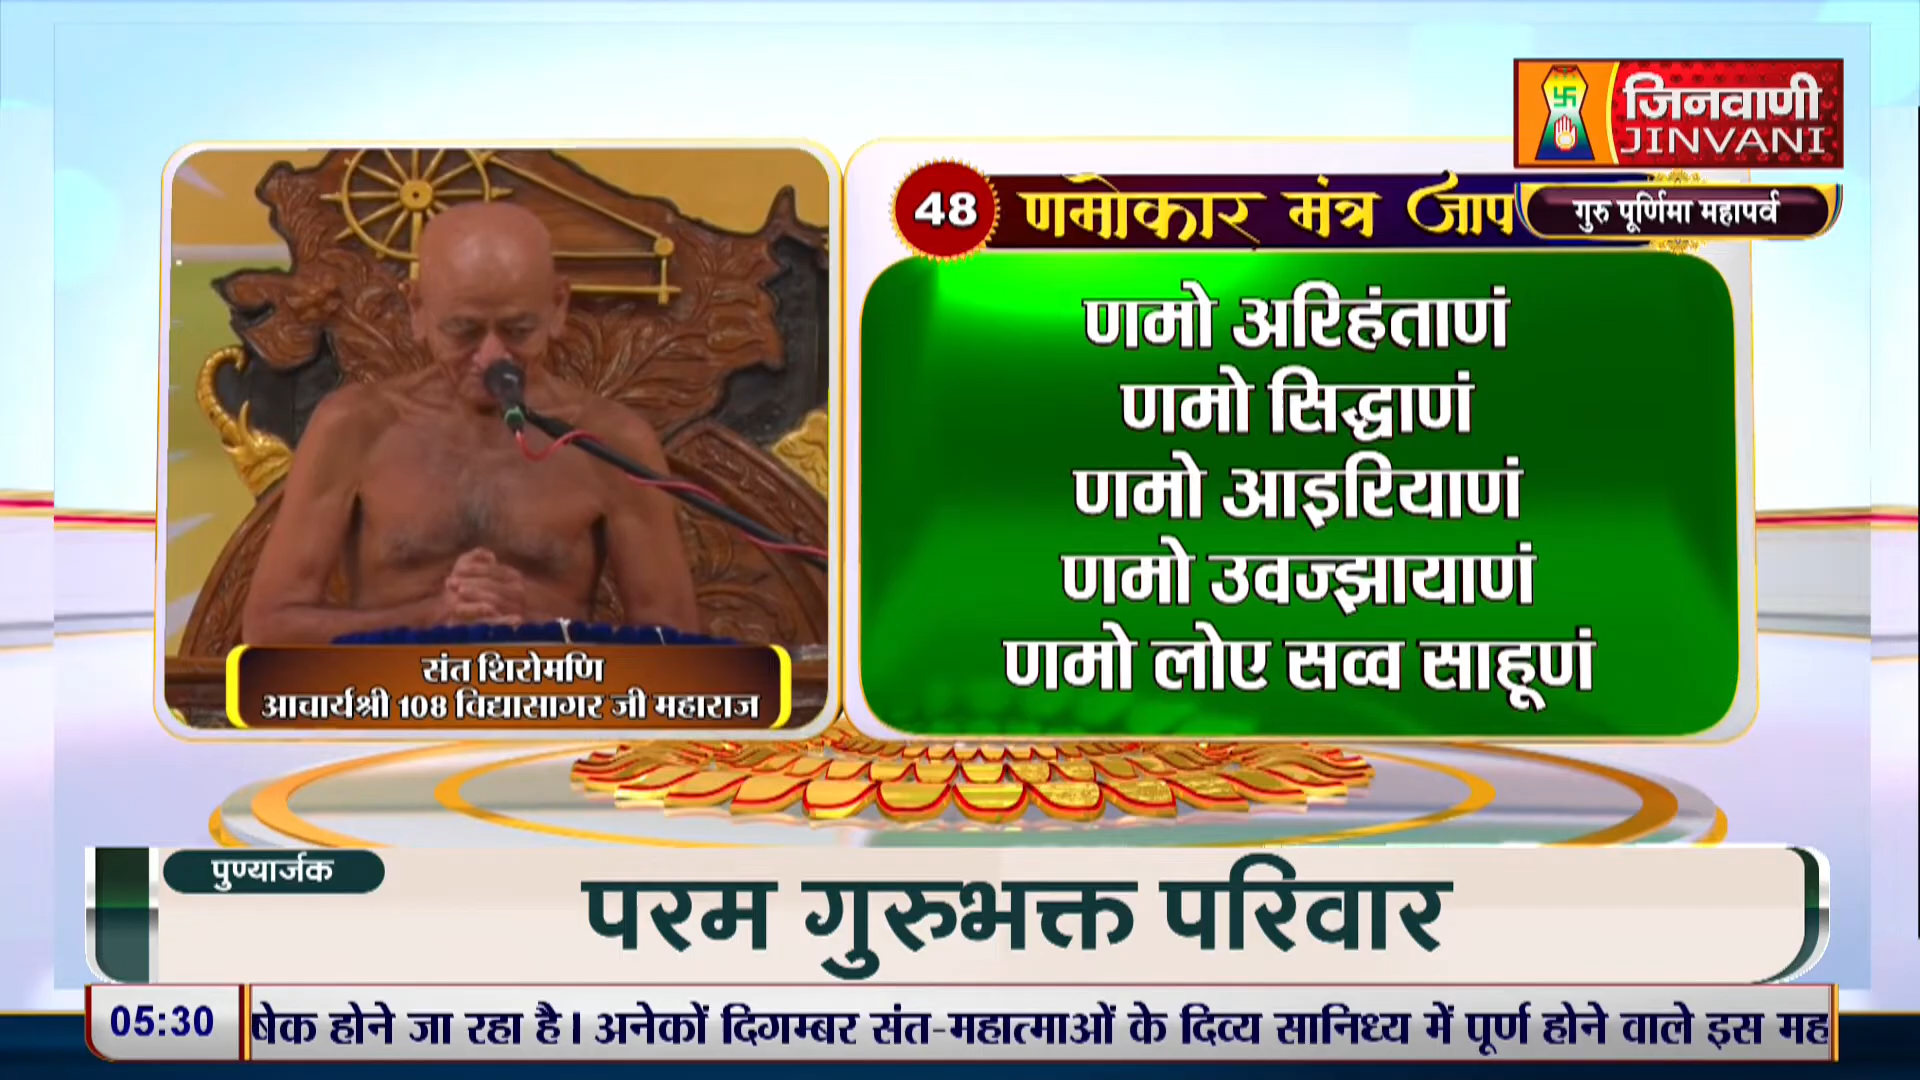 जिनवाणी
JINVANI
48 णमोकार मंत्र जाप
गुरु पूर्णिमा महापर्व
णमो अरिहंताणं
णमो सिद्धाणं
णमो आइरियाणं
णमो उवज्झायाणं
णमो लोए सव्व साहूणं
संत शिरोमणि
आचार्यश्री 108 विद्यासागर जी महाराज
पुण्यार्जक
परम गुरुभक्त परिवार
05:30
षेक होने जा रहा है। अनेकों दिगम्बर संत-महात्माओं के दिव्य सानिध्य में पूर्ण होने वाले इस मह